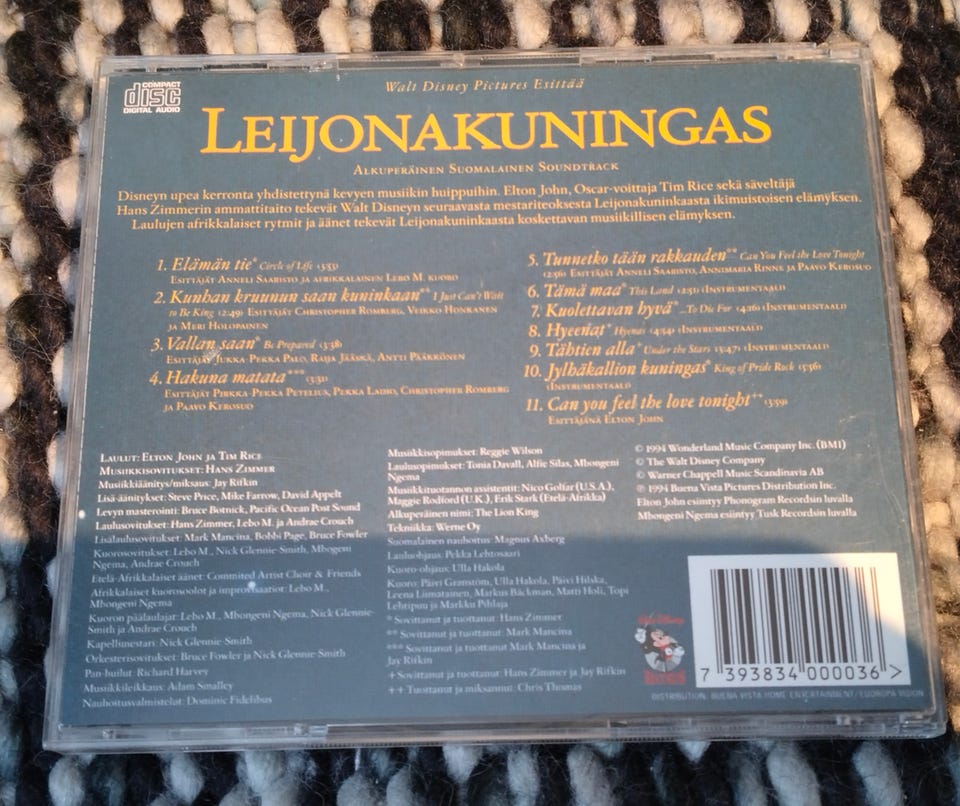 COMPACT
disc
DIGITAL AUDIO
Walt Disney Pictures Esittää
LEIJONAKUNINGAS
ALKUPERÄINEN SUOMALAINEN SOUNDTRACK
Disneyn upea kerronta yhdistettynä kevyen musiikin huippuihin. Elton John, Oscar-voittaja Tim Rice sekä säveltäjä
Hans Zimmerin ammattitaito tekevät Walt Disneyn seuraavasta mestariteoksesta Leijonakuninkaasta ikimuistoisen elämyksen.
Laulujen afrikkalaiset rytmit ja äänet tekevät Leijonakuninkaasta koskettavan musiikillisen elämyksen.
1. Elämän tie* Circle of Life (3:53)
ESITTÄJÄT ANNELI SAARISTO JA AFRIKKALAINEN LEBO M. KUORO
2. Kunhan kruunun saan kuninkaan** I Just Can't Wait
to Be King (2:49) ESITTÄJÄT CHRISTOPHER ROMBERG, VEIKKO HONKANEN
JA MERI HOLOPAINEN
3. Vallan saan* Be Prepared (3:38)
ESITTÄJÄT JUKKA-PEKKA PALO, RAIJA JÄÄSKÄ, ANTTI PÄÄKKÖNEN
4. Hakuna matata*** (3:31)
ESITTÄJÄT PIRKKA-PEKKA PETELIUS, PEKKA LAIHO, CHRISTOPHER ROMBERG
JA PAAVO KEROSUO
5. Tunnetko tään rakkauden** Can You Feel the Love Tonight
(2:56) ESITTÄJÄT ANNELI SAARISTO, ANNIMARIA RINNE JA PAAVO KEROSUO
6. Tämä maa* This Land (2:51) (INSTRUMENTAALI)
7. Kuolettavan hyvä* ...To Die For (4:16) (INSTRUMENTAALI)
8. Hyeenat* Hyenas (4:34) (INSTRUMENTAALI)
9. Tähtien alla* Under the Stars (3:47) (INSTRUMENTAALI)
10. Jylhäkallion kuningas* King of Pride Rock (5:56)
(INSTRUMENTAALI)
11. Can you feel the love tonight++ (3:59)
ESITTÄJÄNÄ ELTON JOHN
LAULUT: ELTON JOHN JA TIM RICE
MUSIIKKISOVITUKSET: HANS ZIMMER
Musiikkiäänitys/miksaus: Jay Rifkin
Lisä-äänitykset: Steve Price, Mike Farrow, David Appelt
Levyn masterointi: Bruce Botnick, Pacific Ocean Post Sound
Laulusovitukset: Hans Zimmer, Lebo M. ja Andrae Crouch
Lisälaulusovitukset: Mark Mancina, Bobbi Page, Bruce Fowler
Kuorosovitukset: Lebo M., Nick Glennie-Smith, Mbogeni
Ngema, Andrae Crouch
Etelä-Afrikkalaiset äänet: Commited Artist Choir & Friends
Afrikkalaiset kuorosoolot ja improvisaatiot: Lebo M.,
Mbongeni Ngema
Kuoron päälaulajat: Lebo M., Mbongeni Ngema, Nick Glennie-
Smith ja Andrae Crouch
Kapellimestari: Nick Glennie Smith
Orkesterisovitukset: Bruce Fowler ja Nick Glennie-Smith
Pan-huilut: Richard Harvey
Musiikkileikkaus: Adam Smalley
Nauhoitusvalmistelut: Dominic Fidelibus
Musiikkisopimukset: Reggie Wilson
Laulusopimukset: Tonia Davall, Alfie Silas, Mbongeni
Ngema
Musiikkituotannon assistentit: Nico Golfar (U.S.A.),
Maggie Rodford (U.K.), Erik Stark (Etelä-Afrikka)
Alkuperäinen nimi: The Lion King
Tekniikka: Werne Oy
Suomalainen nauhoitus: Magnus Axberg
Lauluohjaus: Pekka Lehtosaari
Kuoro-ohjaus: Ulla Hakola
Kuoro: Päivi Granström, Ulla Hakola, Päivi Hilska,
Leena Liimatainen, Markus Bäckman, Matti Holi, Topi
Lehtipuu ja Markku Pihlaja
* Sovittanut ja tuottanut: Hans Zimmer
** Sovittanut ja tuottanut: Mark Mancina
*** Sovittanut ja tuottanut Mark Mancina ja
Jay Rifkin
+ Sovittanut ja tuottanut: Hans Zimmer ja Jay Rifkin
++ Tuottanut ja miksannut: Chris Thomas
© 1994 Wonderland Music Company Inc. (BMI)
© The Walt Disney Company
© Warner Chappell Music Scandinavia AB
℗ 1994 Buena Vista Pictures Distribution Inc.
Elton John esiintyy Phonogram Recordsin luvalla
Mbongeni Ngema esiintyy Tusk Recordsin luvalla
Walt Disney
RECORDS
7 393834 000036 >
DISTRIBUTION: BUENA VISTA HOME ENTERTAINMENT/EUOROPA VISION